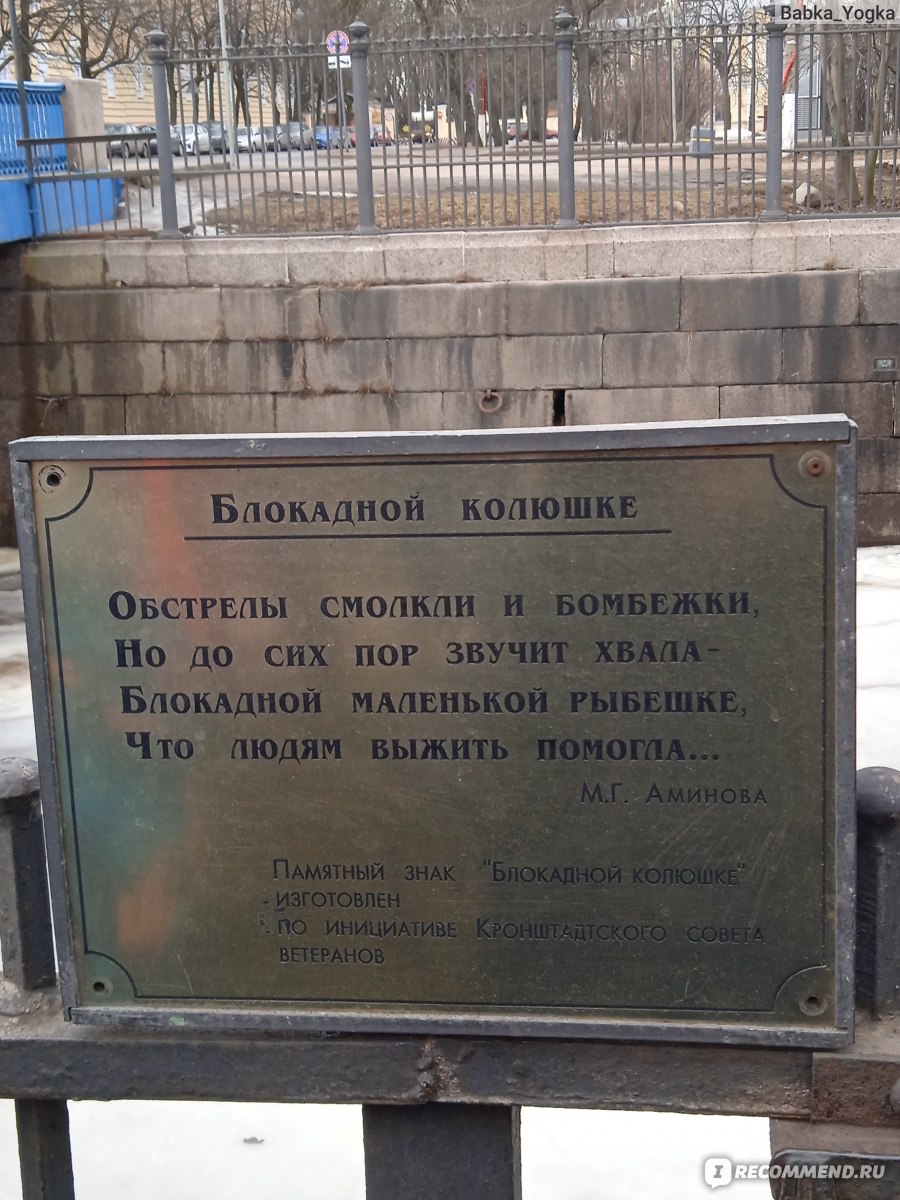 Babka_Yogka
Блокадной колюшке
Обстрелы смолкли и бомбежки,
Но до сих пор звучит хвала-
Блокадной маленькой рыбешке,
Что людям выжить помогла...
М.Г. Аминова
Памятный знак "Блокадной колюшке"
изготовлен
по инициативе Кронштадтского совета
ветеранов
IRECOMMEND.RU